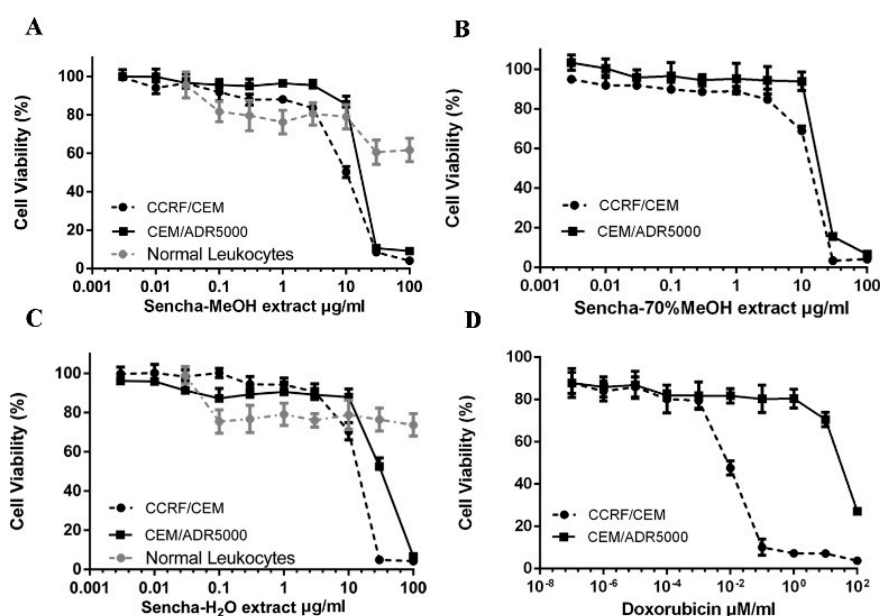 A
Cell Viability (%)
100
80
60
40
20
0
CCRF/CEM
CEM/ADR5000
Normal Leukocytes
0.001 0.01 0.1 1 10 100
Sencha-MeOH extract µg/ml
B
Cell Viability (%)
100
80
60
40
20
0
CCRF/CEM
CEM/ADR5000
0.001 0.01 0.1 1 10 100
Sencha-70%MeOH extract µg/ml
C
Cell Viability (%)
100
80
60
40
20
0
CCRF/CEM
CEM/ADR5000
Normal Leukocytes
0.001 0.01 0.1 1 10 100
Sencha-H₂O extract µg/ml
D
Cell Viability (%)
100
80
60
40
20
0
CCRF/CEM
CEM/ADR5000
10⁻⁸ 10⁻⁶ 10⁻⁴ 10⁻² 10⁰ 10²
Doxorubicin µM/ml